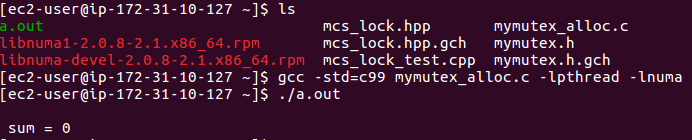 [ec2-user@ip-172-31-10-127 ~]$ ls
a.out mcs_lock.hpp mymutex_alloc.c
libnuma1-2.0.8-2.1.x86_64.rpm mcs_lock.hpp.gch mymutex.h
libnuma-devel-2.0.8-2.1.x86_64.rpm mcs_lock_test.cpp mymutex.h.gch
[ec2-user@ip-172-31-10-127 ~]$ gcc -std=c99 mymutex_alloc.c -lpthread -lnuma
[ec2-user@ip-172-31-10-127 ~]$ ./a.out
sum = 0